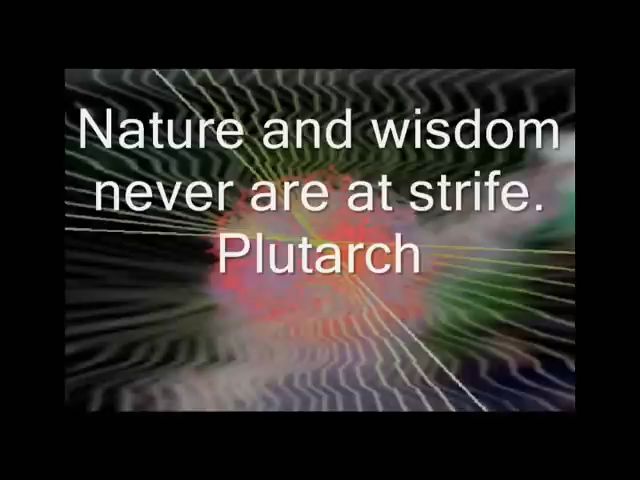 Nature and wisdom
never are at strife.
Plutarch